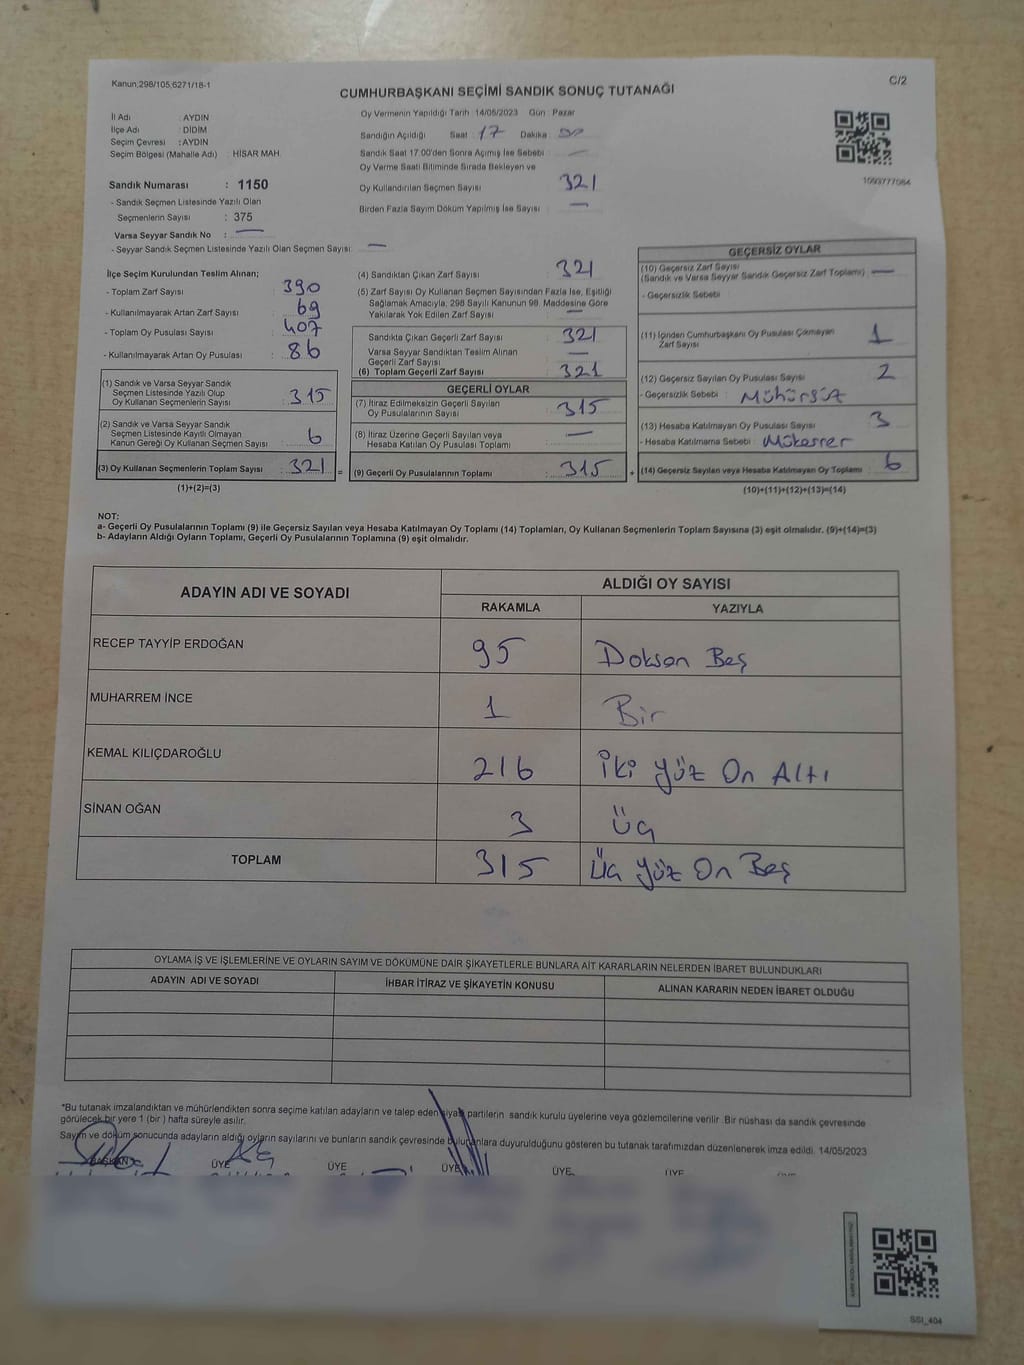 Kanun:298/105,6271/18-1
C/2
CUMHURBAŞKANI SEÇİMİ SANDIK SONUÇ TUTANAĞI
İl Adı : AYDIN
İlçe Adı : DİDİM
Seçim Çevresi : AYDIN
Seçim Bölgesi (Mahalle Adı) : HİSAR MAH.
Sandık Numarası : 1150
- Sandık Seçmen Listesinde Yazılı Olan
Seçmenlerin Sayısı : 375
Varsa Seyyar Sandık No : —
- Seyyar Sandık Seçmen Listesinde Yazılı Olan Seçmen Sayısı: —
Oy Vermenin Yapıldığı Tarih :14/05/2023 Gün : Pazar
Sandığın Açıldığı Saat : 17 Dakika : 00
Sandık Saat 17:00'den Sonra Açılmış İse Sebebi : —
Oy Verme Saati Bitiminde Sırada Bekleyen ve
Oy Kullandırılan Seçmen Sayısı : 321
Birden Fazla Sayım Döküm Yapılmış İse Sayısı : —
1093777084
İlçe Seçim Kurulundan Teslim Alınan;
- Toplam Zarf Sayısı : 390
- Kullanılmayarak Artan Zarf Sayısı : 69
- Toplam Oy Pusulası Sayısı : 407
- Kullanılmayarak Artan Oy Pusulası : 86
(1) Sandık ve Varsa Seyyar Sandık
Seçmen Listesinde Yazılı Olup
Oy Kullanan Seçmenlerin Sayısı : 315
(2) Sandık ve Varsa Seyyar Sandık
Seçmen Listesinde Kayıtlı Olmayan
Kanun Gereği Oy Kullanan Seçmen Sayısı : 6
(3) Oy Kullanan Seçmenlerin Toplam Sayısı : 321 =
(1)+(2)=(3)
(4) Sandıktan Çıkan Zarf Sayısı : 321
(5) Zarf Sayısı Oy Kullanan Seçmen Sayısından Fazla İse, Eşitliği
Sağlamak Amacıyla, 298 Sayılı Kanunun 98. Maddesine Göre
Yakılarak Yok Edilen Zarf Sayısı : —
Sandıkta Çıkan Geçerli Zarf Sayısı : 321
Varsa Seyyar Sandıktan Teslim Alınan
Geçerli Zarf Sayısı : —
(6) Toplam Geçerli Zarf Sayısı : 321
GEÇERLİ OYLAR
(7) İtiraz Edilmeksizin Geçerli Sayılan
Oy Pusulalarının Sayısı : 315
(8) İtiraz Üzerine Geçerli Sayılan veya
Hesaba Katılan Oy Pusulası Toplamı : —
(9) Geçerli Oy Pusulalarının Toplamı : 315 +
GEÇERSİZ OYLAR
(10) Geçersiz Zarf Sayısı
(Sandık ve Varsa Seyyar Sandık Geçersiz Zarf Toplamı) : —
- Geçersizlik Sebebi :
(11) İçinden Cumhurbaşkanı Oy Pusulası Çıkmayan
Zarf Sayısı : 1
(12) Geçersiz Sayılan Oy Pusulası Sayısı : 2
- Geçersizlik Sebebi : Mühürsüz
(13) Hesaba Katılmayan Oy Pusulası Sayısı : 3
- Hesaba Katılmama Sebebi : Mükerrer
(14) Geçersiz Sayılan veya Hesaba Katılmayan Oy Toplamı : 6
(10)+(11)+(12)+(13)=(14)
NOT:
a- Geçerli Oy Pusulalarının Toplamı (9) ile Geçersiz Sayılan veya Hesaba Katılmayan Oy Toplamı (14) Toplamları, Oy Kullanan Seçmenlerin Toplam Sayısına (3) eşit olmalıdır. (9)+(14)=(3)
b- Adayların Aldığı Oyların Toplamı, Geçerli Oy Pusulalarının Toplamına (9) eşit olmalıdır.
ADAYIN ADI VE SOYADI
ALDIĞI OY SAYISI
RAKAMLA YAZIYLA
RECEP TAYYİP ERDOĞAN 95 Doksan Beş
MUHARREM İNCE 1 Bir
KEMAL KILIÇDAROĞLU 216 İki Yüz On Altı
SİNAN OĞAN 3 Üç
TOPLAM 315 Üç Yüz On Beş
OYLAMA İŞ VE İŞLEMLERİNE VE OYLARIN SAYIM VE DÖKÜMÜNE DAİR ŞİKAYETLERLE BUNLARA AİT KARARLARIN NELERDEN İBARET BULUNDUKLARI
ADAYIN ADI VE SOYADI İHBAR İTİRAZ VE ŞİKAYETİN KONUSU ALINAN KARARIN NEDEN İBARET OLDUĞU
*Bu tutanak imzalandıktan ve mühürlendikten sonra seçime katılan adayların ve talep eden siyasi partilerin sandık kurulu üyelerine veya gözlemcilerine verilir. Bir nüshası da sandık çevresinde
görülecek bir yere 1 (bir) hafta süreyle asılır.
Sayım ve döküm sonucunda adayların aldığı oyların sayılarını ve bunların sandık çevresinde bulunanlara duyurulduğunu gösteren bu tutanak tarafımızdan düzenlenerek imza edildi. 14/05/2023
BAŞKAN ÜYE ÜYE ÜYE ÜYE ÜYE
SSI_404